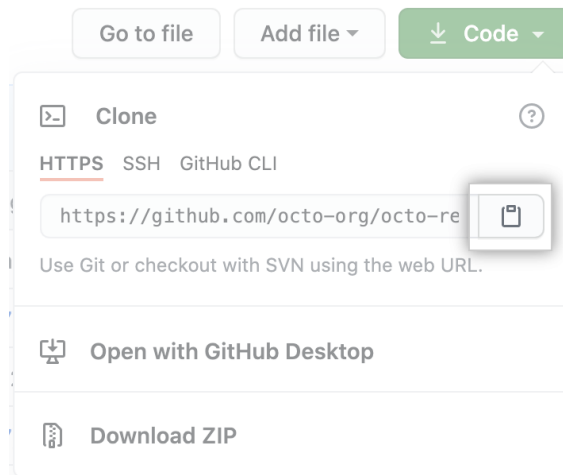 Go to file Add file Code
Clone
HTTPS SSH GitHub CLI
https://github.com/octo-org/octo-re
Use Git or checkout with SVN using the web URL.
Open with GitHub Desktop
Download ZIP